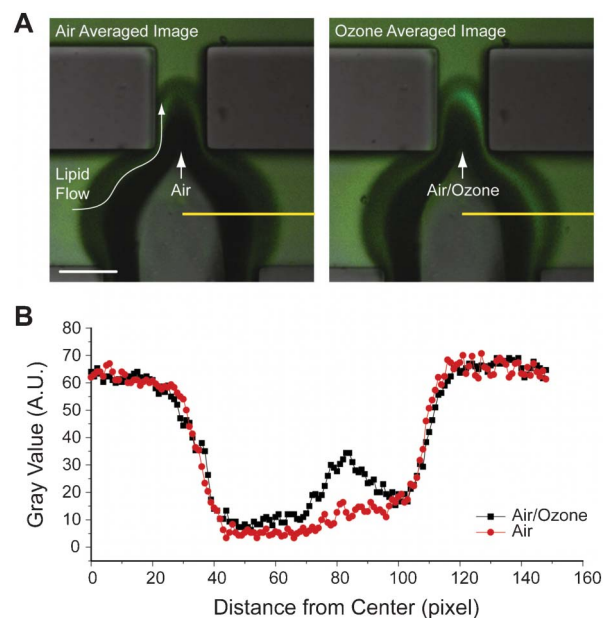 A
Air Averaged Image
Ozone Averaged Image
Lipid
Flow
Air
Air/Ozone
B
80
70
60
50
40
30
20
10
0
Gray Value (A.U.)
Air/Ozone
Air
0 20 40 60 80 100 120 140 160
Distance from Center (pixel)